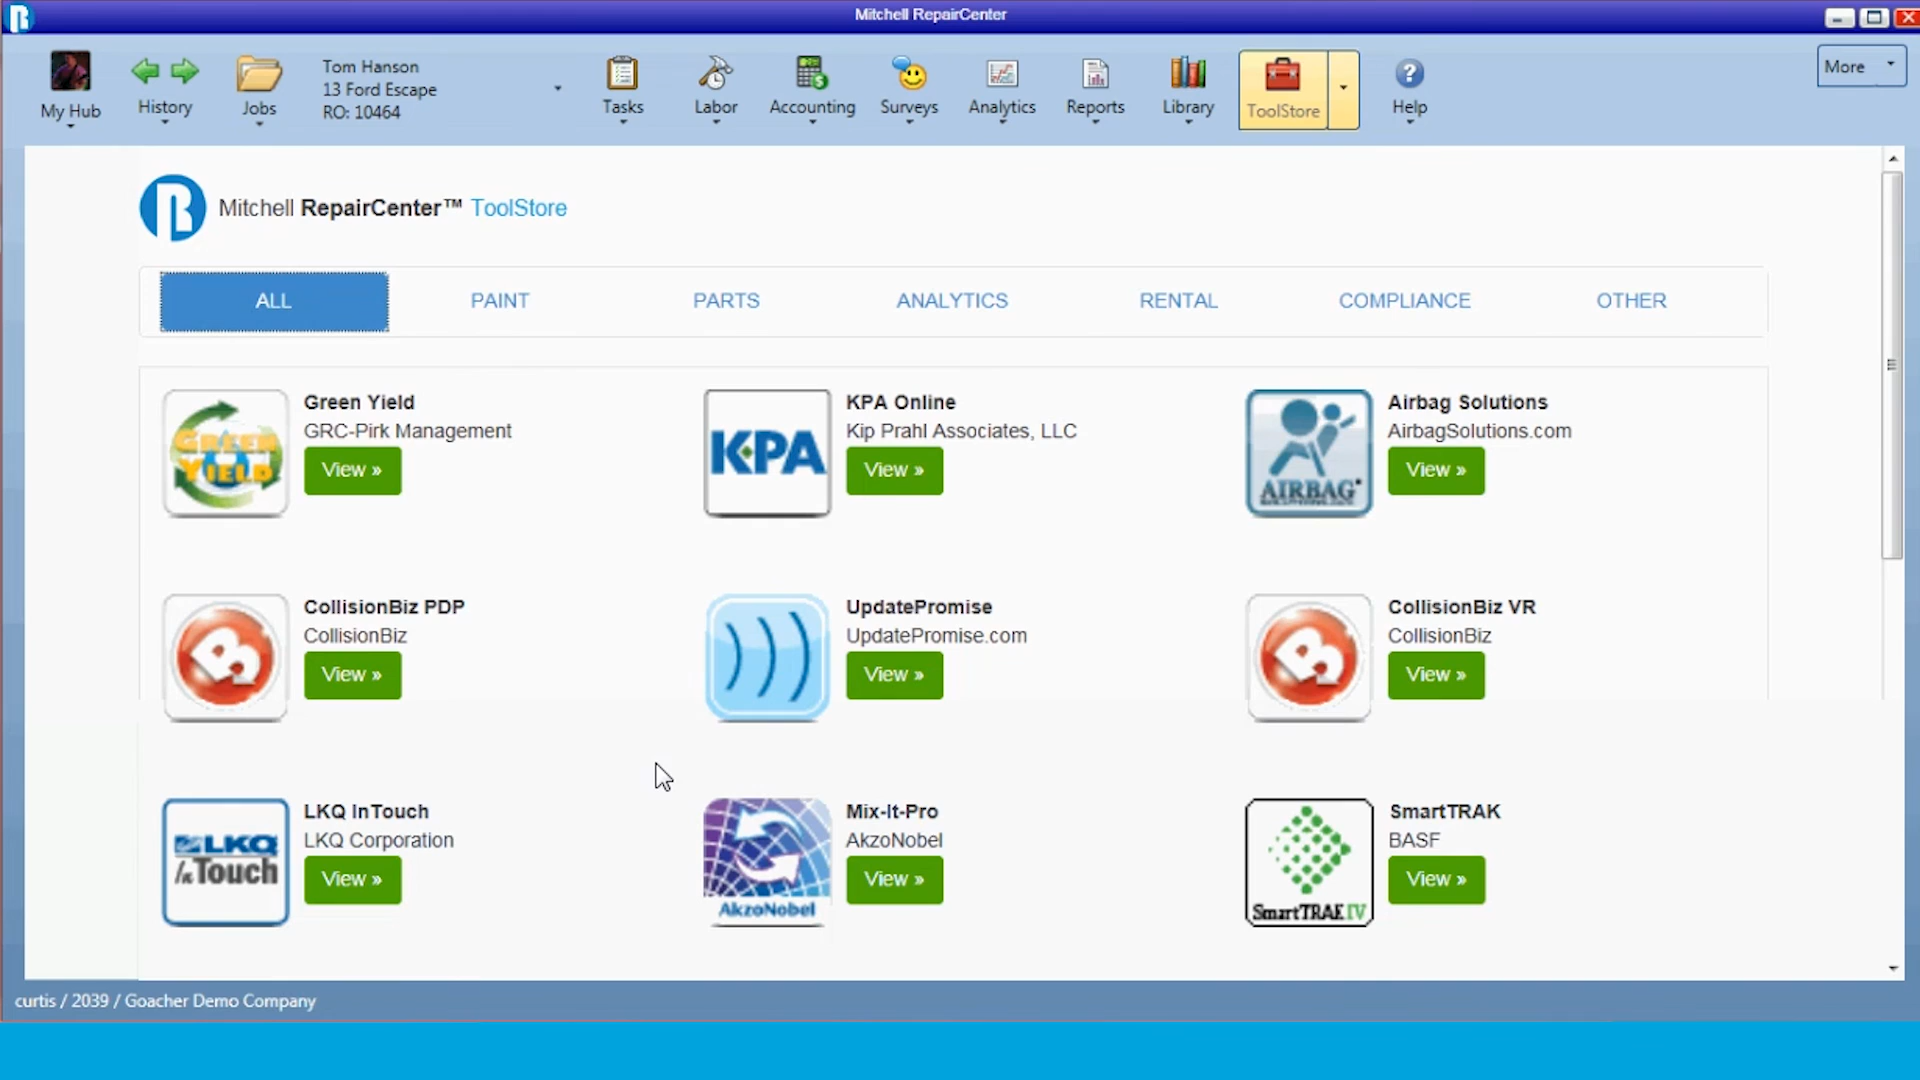 Mitchell RepairCenter
More
My Hub
History
Jobs
Tom Hanson
13 Ford Escape
RO: 10464
Tasks
Labor
Accounting
Surveys
Analytics
Reports
Library
ToolStore
Help
Mitchell RepairCenter™ ToolStore
ALL
PAINT
PARTS
ANALYTICS
RENTAL
COMPLIANCE
OTHER
GREEN
YIELD
Green Yield
GRC-Pirk Management
View »
KPA
KPA Online
Kip Prahl Associates, LLC
View »
AIRBAG
Airbag Solutions
AirbagSolutions.com
View »
CollisionBiz PDP
CollisionBiz
View »
UpdatePromise
UpdatePromise.com
View »
CollisionBiz VR
CollisionBiz
View »
LKQ
InTouch
LKQ InTouch
LKQ Corporation
View »
AkzoNobel
Mix-It-Pro
AkzoNobel
View »
SmartTRAK IV
SmartTRAK
BASF
View »
curtis / 2039 / Goacher Demo Company